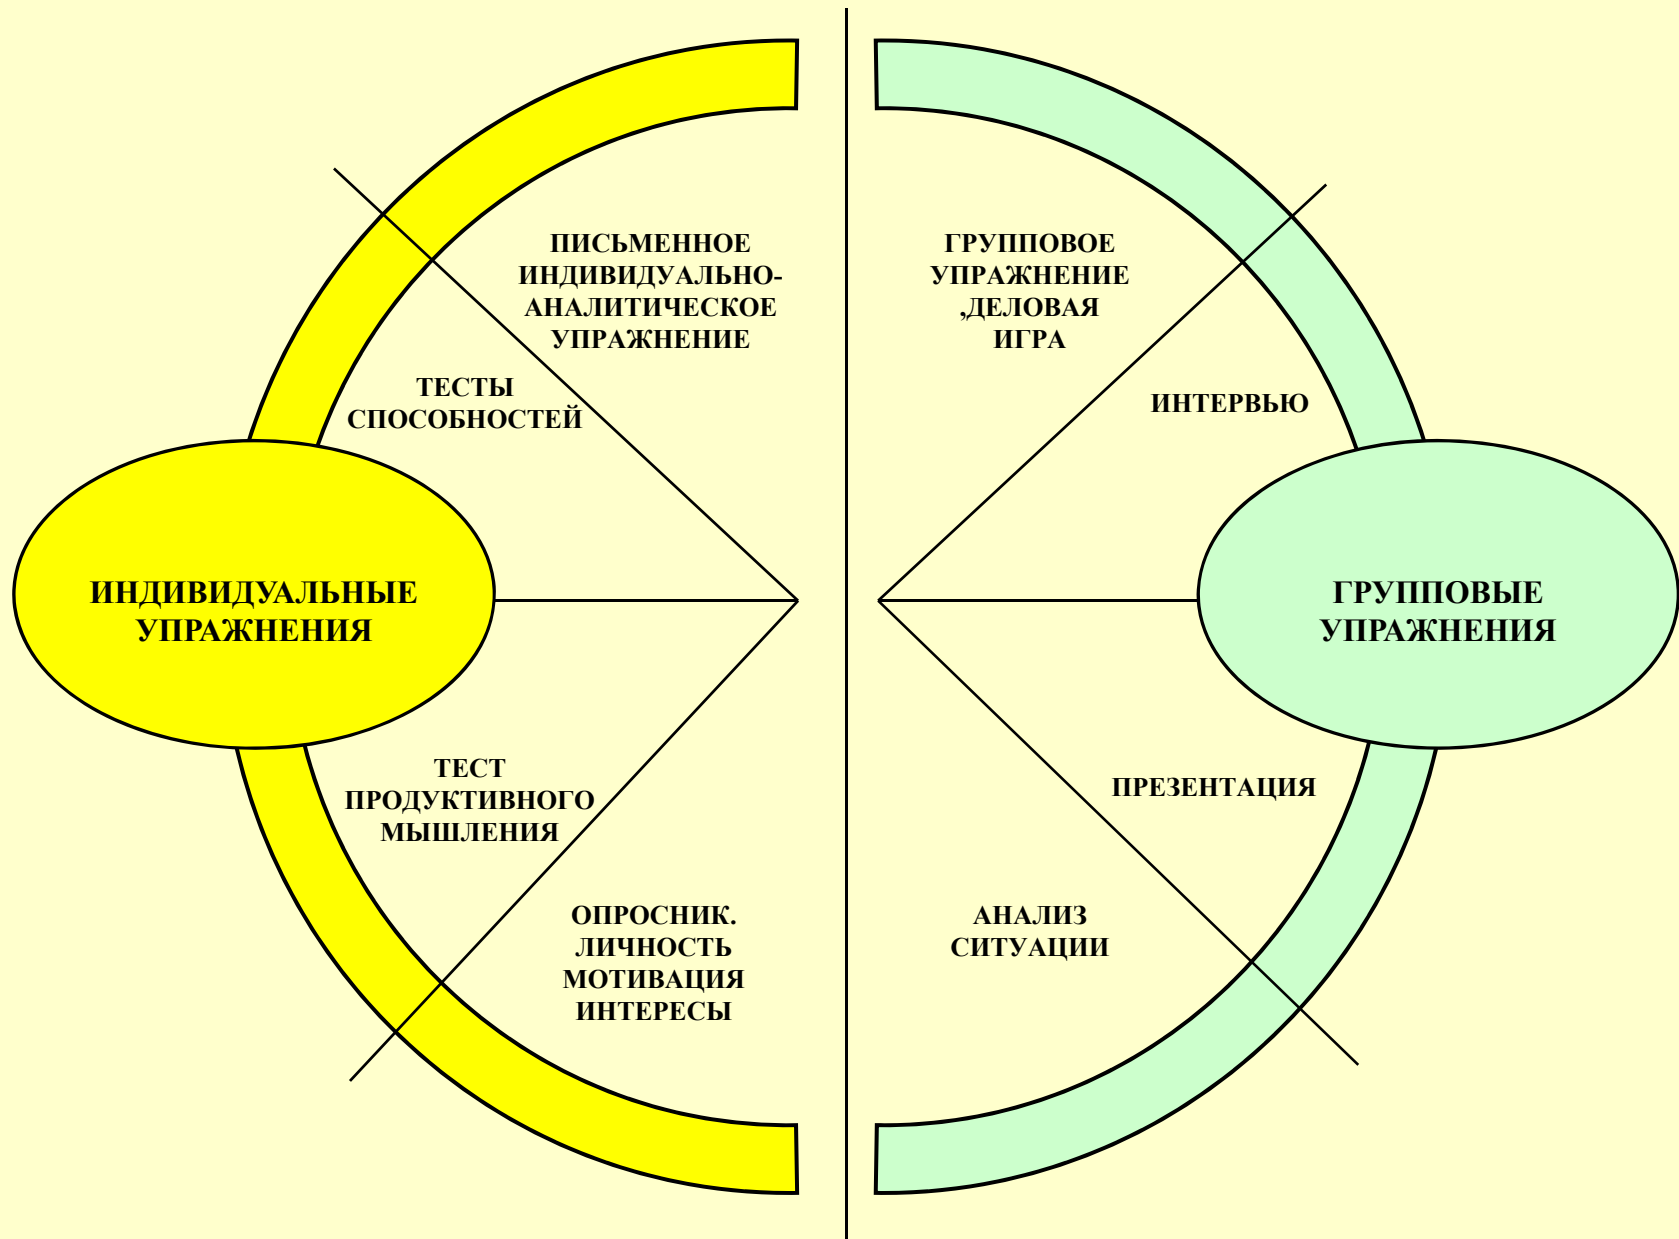 ПИСЬМЕННОЕ
ИНДИВИДУАЛЬНО-
АНАЛИТИЧЕСКОЕ
УПРАЖНЕНИЕ
ТЕСТЫ
СПОСОБНОСТЕЙ
ИНДИВИДУАЛЬНЫЕ
УПРАЖНЕНИЯ
ТЕСТ
ПРОДУКТИВНОГО
МЫШЛЕНИЯ
ОПРОСНИК.
ЛИЧНОСТЬ
МОТИВАЦИЯ
ИНТЕРЕСЫ
ГРУППОВОЕ
УПРАЖНЕНИЕ
,ДЕЛОВАЯ
ИГРА
ИНТЕРВЬЮ
ГРУППОВЫЕ
УПРАЖНЕНИЯ
ПРЕЗЕНТАЦИЯ
АНАЛИЗ
СИТУАЦИИ